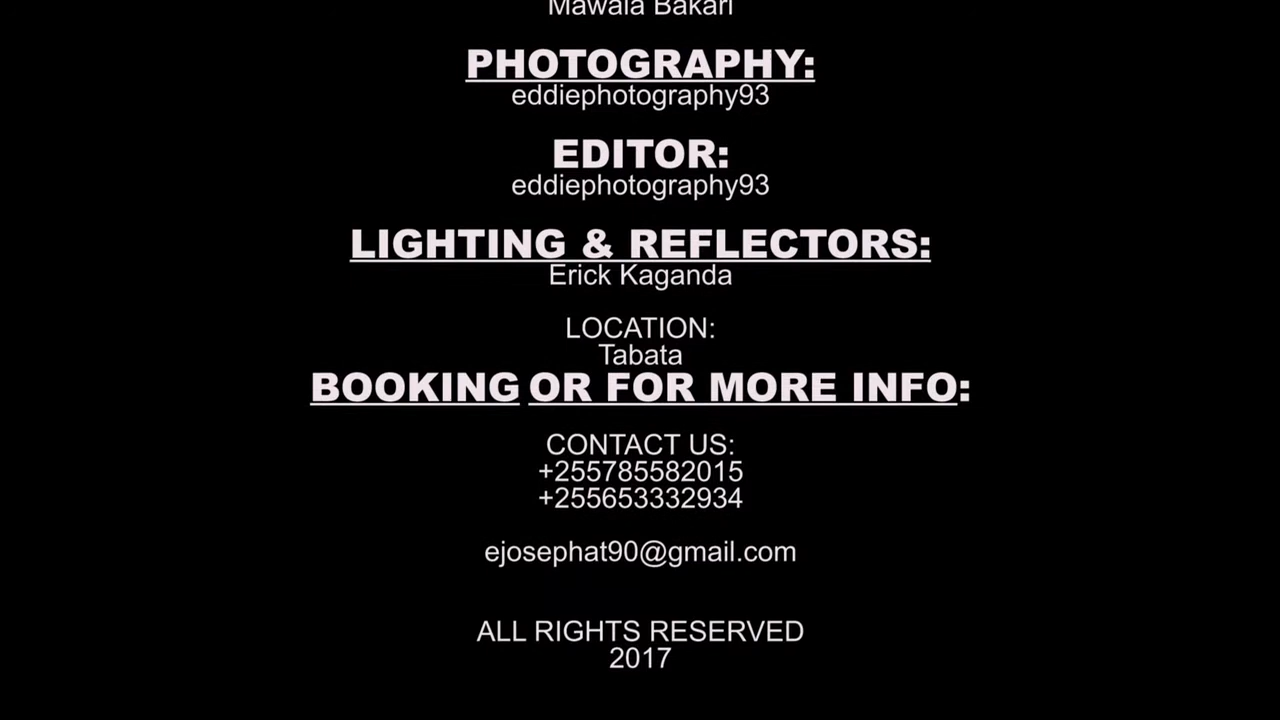 Mawala Bakari
PHOTOGRAPHY:
eddiephotography93
EDITOR:
eddiephotography93
LIGHTING & REFLECTORS:
Erick Kaganda
LOCATION:
Tabata
BOOKING OR FOR MORE INFO:
CONTACT US:
+255785582015
+255653332934
ejosephat90@gmail.com
ALL RIGHTS RESERVED
2017